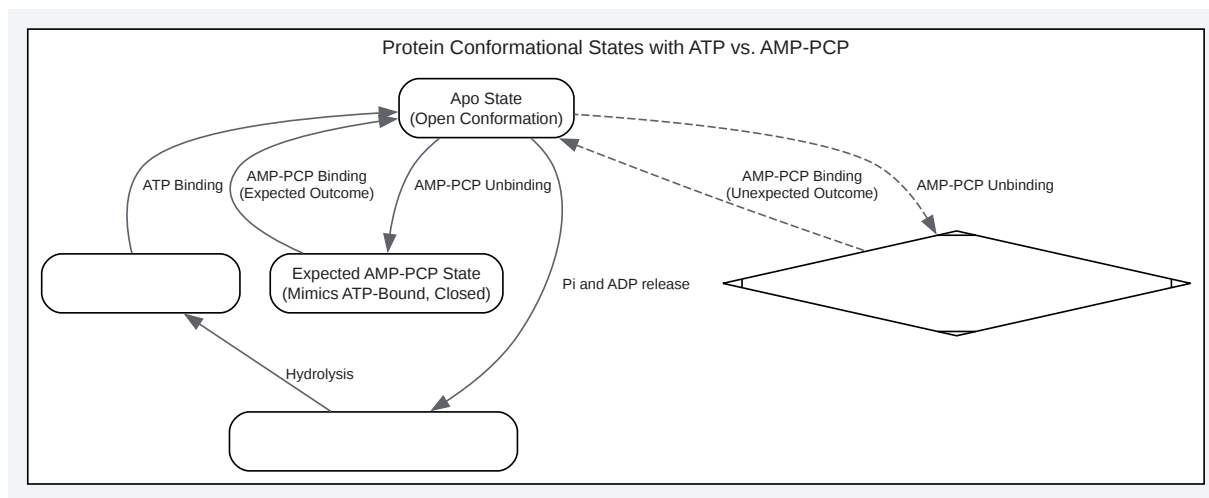 Protein Conformational States with ATP vs. AMP-PCP
Apo State
(Open Conformation)
ATP Binding
AMP-PCP Binding
(Expected Outcome)
AMP-PCP Unbinding
AMP-PCP Binding
(Unexpected Outcome)
AMP-PCP Unbinding
Expected AMP-PCP State
(Mimics ATP-Bound, Closed)
Pi and ADP release
Hydrolysis